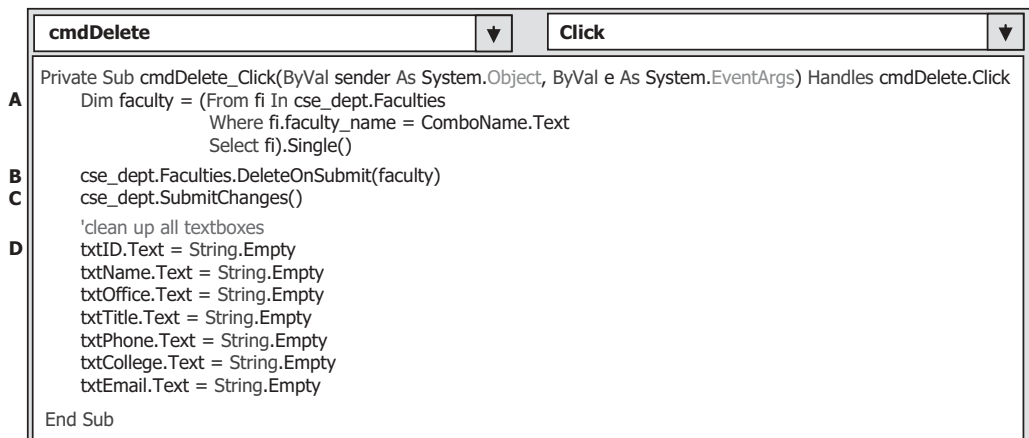 cmdDelete Click
Private Sub cmdDelete_Click(ByVal sender As System.Object, ByVal e As System.EventArgs) Handles cmdDelete.Click
A Dim faculty = (From fi In cse_dept.Faculties
Where fi.faculty_name = ComboName.Text
Select fi).Single()
B cse_dept.Faculties.DeleteOnSubmit(faculty)
C cse_dept.SubmitChanges()
'clean up all textboxes
D txtID.Text = String.Empty
txtName.Text = String.Empty
txtOffice.Text = String.Empty
txtTitle.Text = String.Empty
txtPhone.Text = String.Empty
txtCollege.Text = String.Empty
txtEmail.Text = String.Empty
End Sub